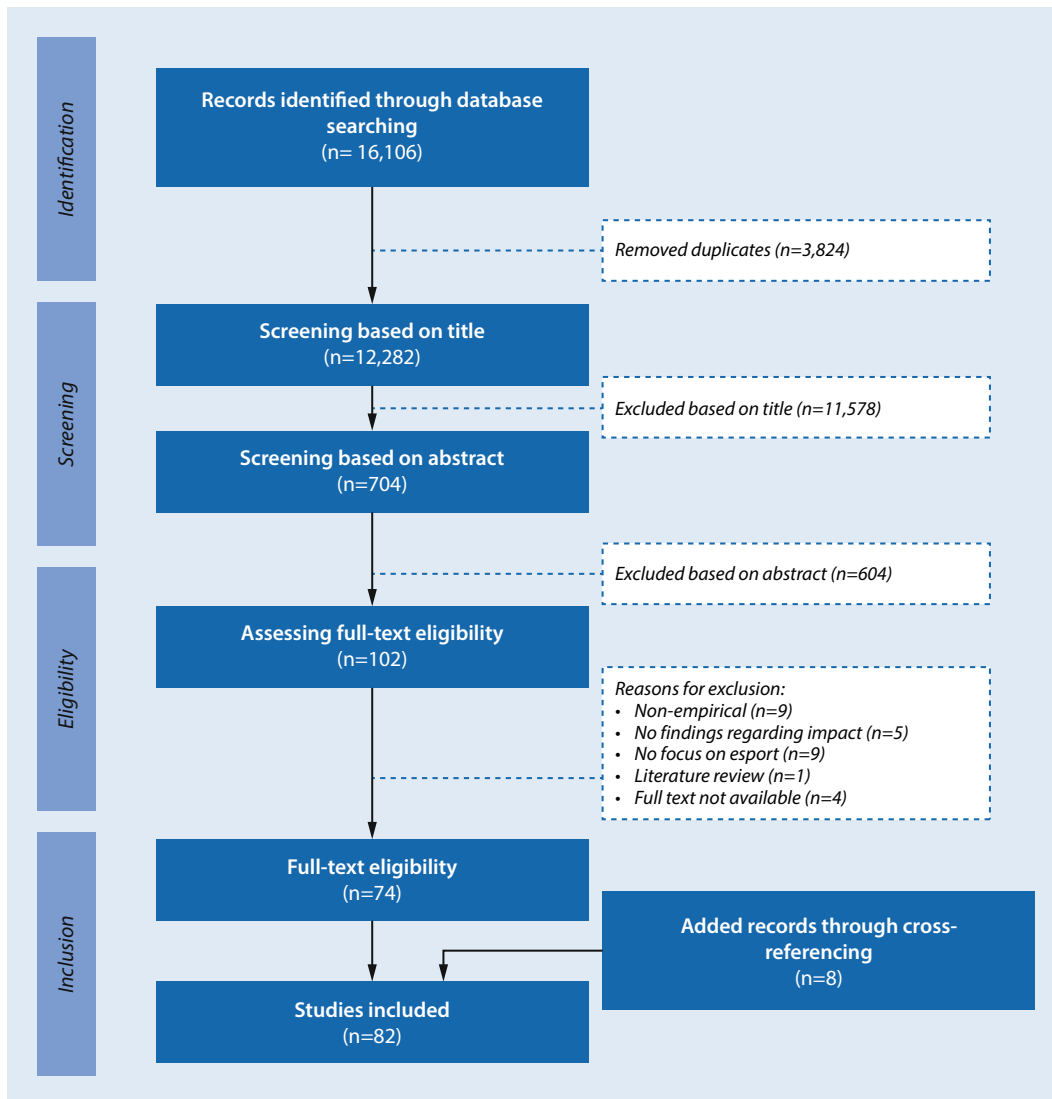 Identification
Records identified through database
searching
(n= 16,106)
Removed duplicates (n=3,824)
Screening
Screening based on title
(n=12,282)
Excluded based on title (n=11,578)
Screening based on abstract
(n=704)
Excluded based on abstract (n=604)
Eligibility
Assessing full-text eligibility
(n=102)
Reasons for exclusion:
• Non-empirical (n=9)
• No findings regarding impact (n=5)
• No focus on esport (n=9)
• Literature review (n=1)
• Full text not available (n=4)
Inclusion
Full-text eligibility
(n=74)
Added records through cross-
referencing
(n=8)
Studies included
(n=82)